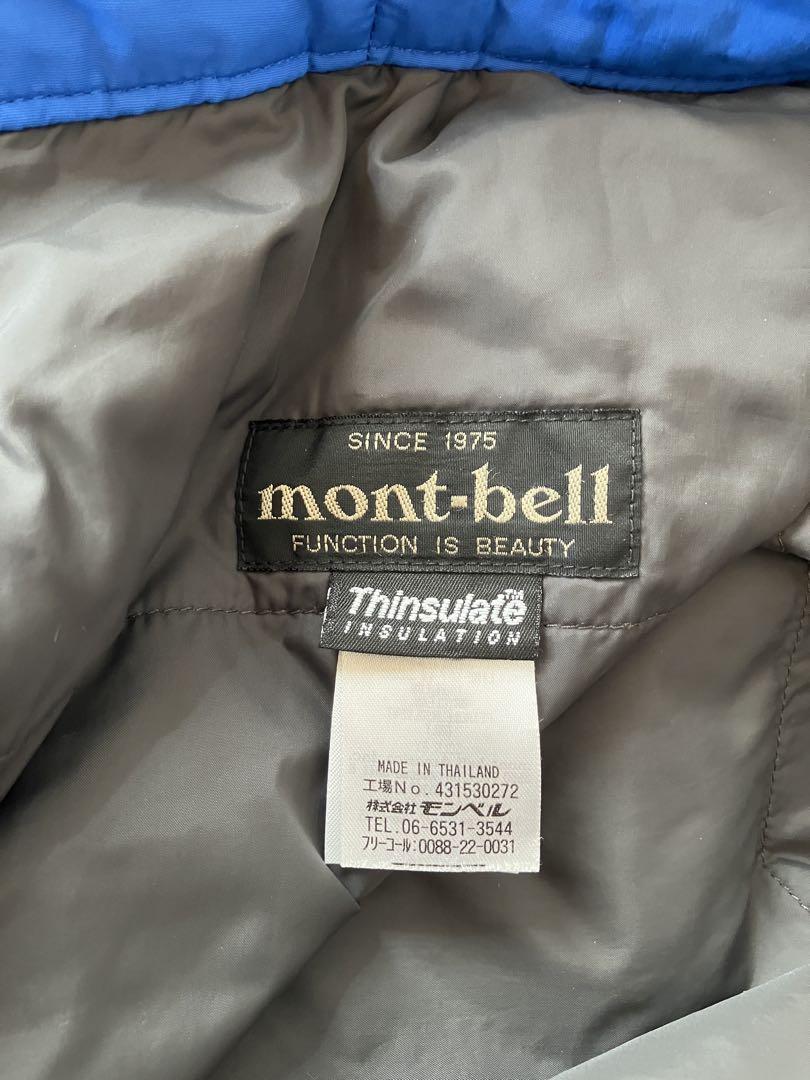 SINCE 1975
mont-bell
FUNCTION IS BEAUTY
Thinsulate™
INSULATION
MADE IN THAILAND
工場No.431530272
株式会社 モンベル
TEL.06-6531-3544
フリーコール:0088-22-0031